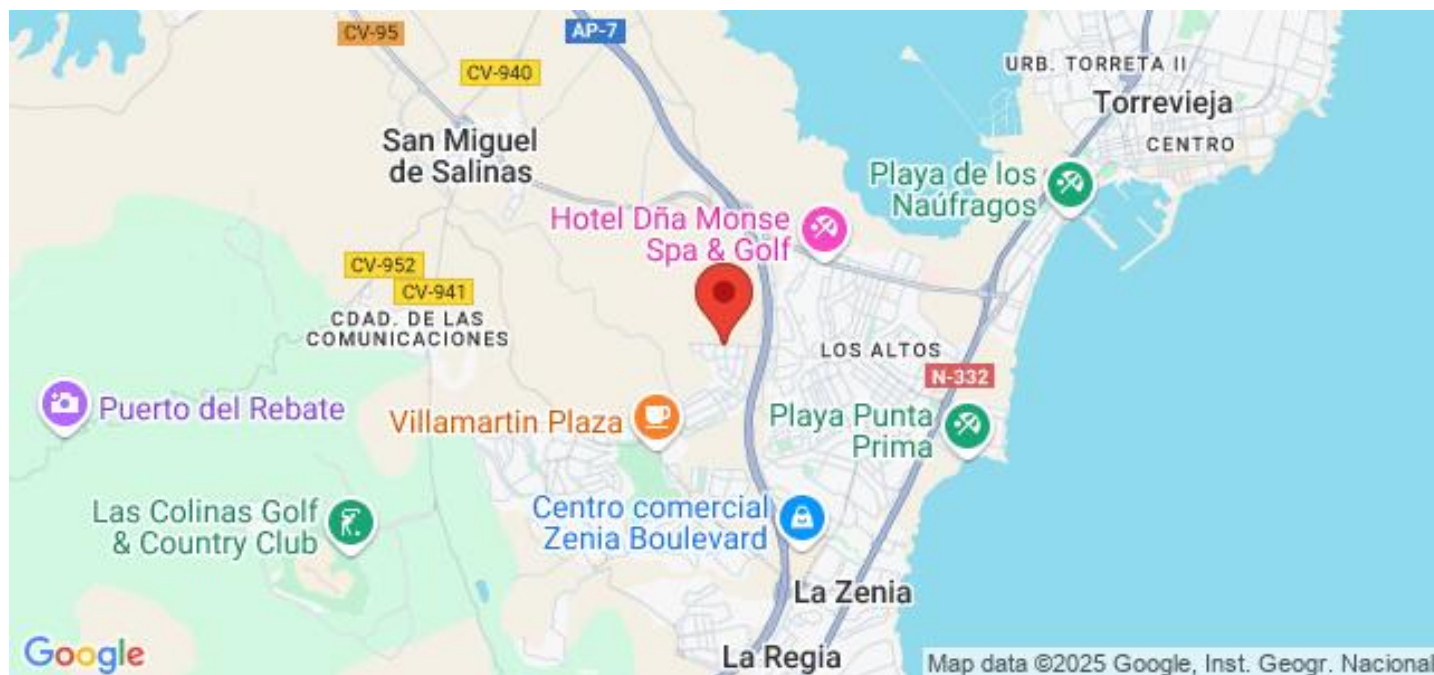 CV-95
AP-7
CV-940
URB. TORRETA II
Torrevieja
CENTRO
San Miguel
de Salinas
Playa de los
Naúfragos
Hotel Dña Monse
Spa & Golf
CV-952
CV-941
CDAD. DE LAS
COMUNICACIONES
LOS ALTOS
N-332
Puerto del Rebate
Villamartin Plaza
Playa Punta
Prima
Las Colinas Golf
& Country Club
Centro comercial
Zenia Boulevard
La Zenia
La Regia
Google
Map data ©2025 Google, Inst. Geogr. Nacional